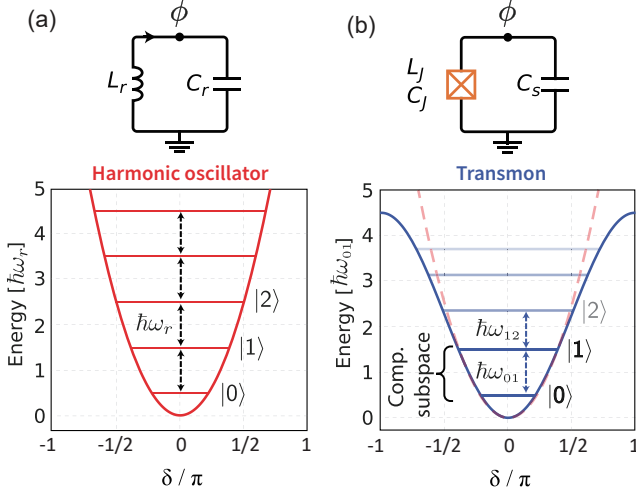 (a)
ϕ
L_r
C_r
Harmonic oscillator
Energy [ℏω_r]
5
4
3
2
1
0
ℏω_r
|2⟩
|1⟩
|0⟩
-1
-1/2
0
1/2
1
δ / π
(b)
ϕ
L_J
C_J
C_s
Transmon
Energy [ℏω_01]
5
4
3
2
1
0
|2⟩
ℏω_12
|1⟩
Comp.
subspace
ℏω_01
|0⟩
-1
-1/2
0
1/2
1
δ / π